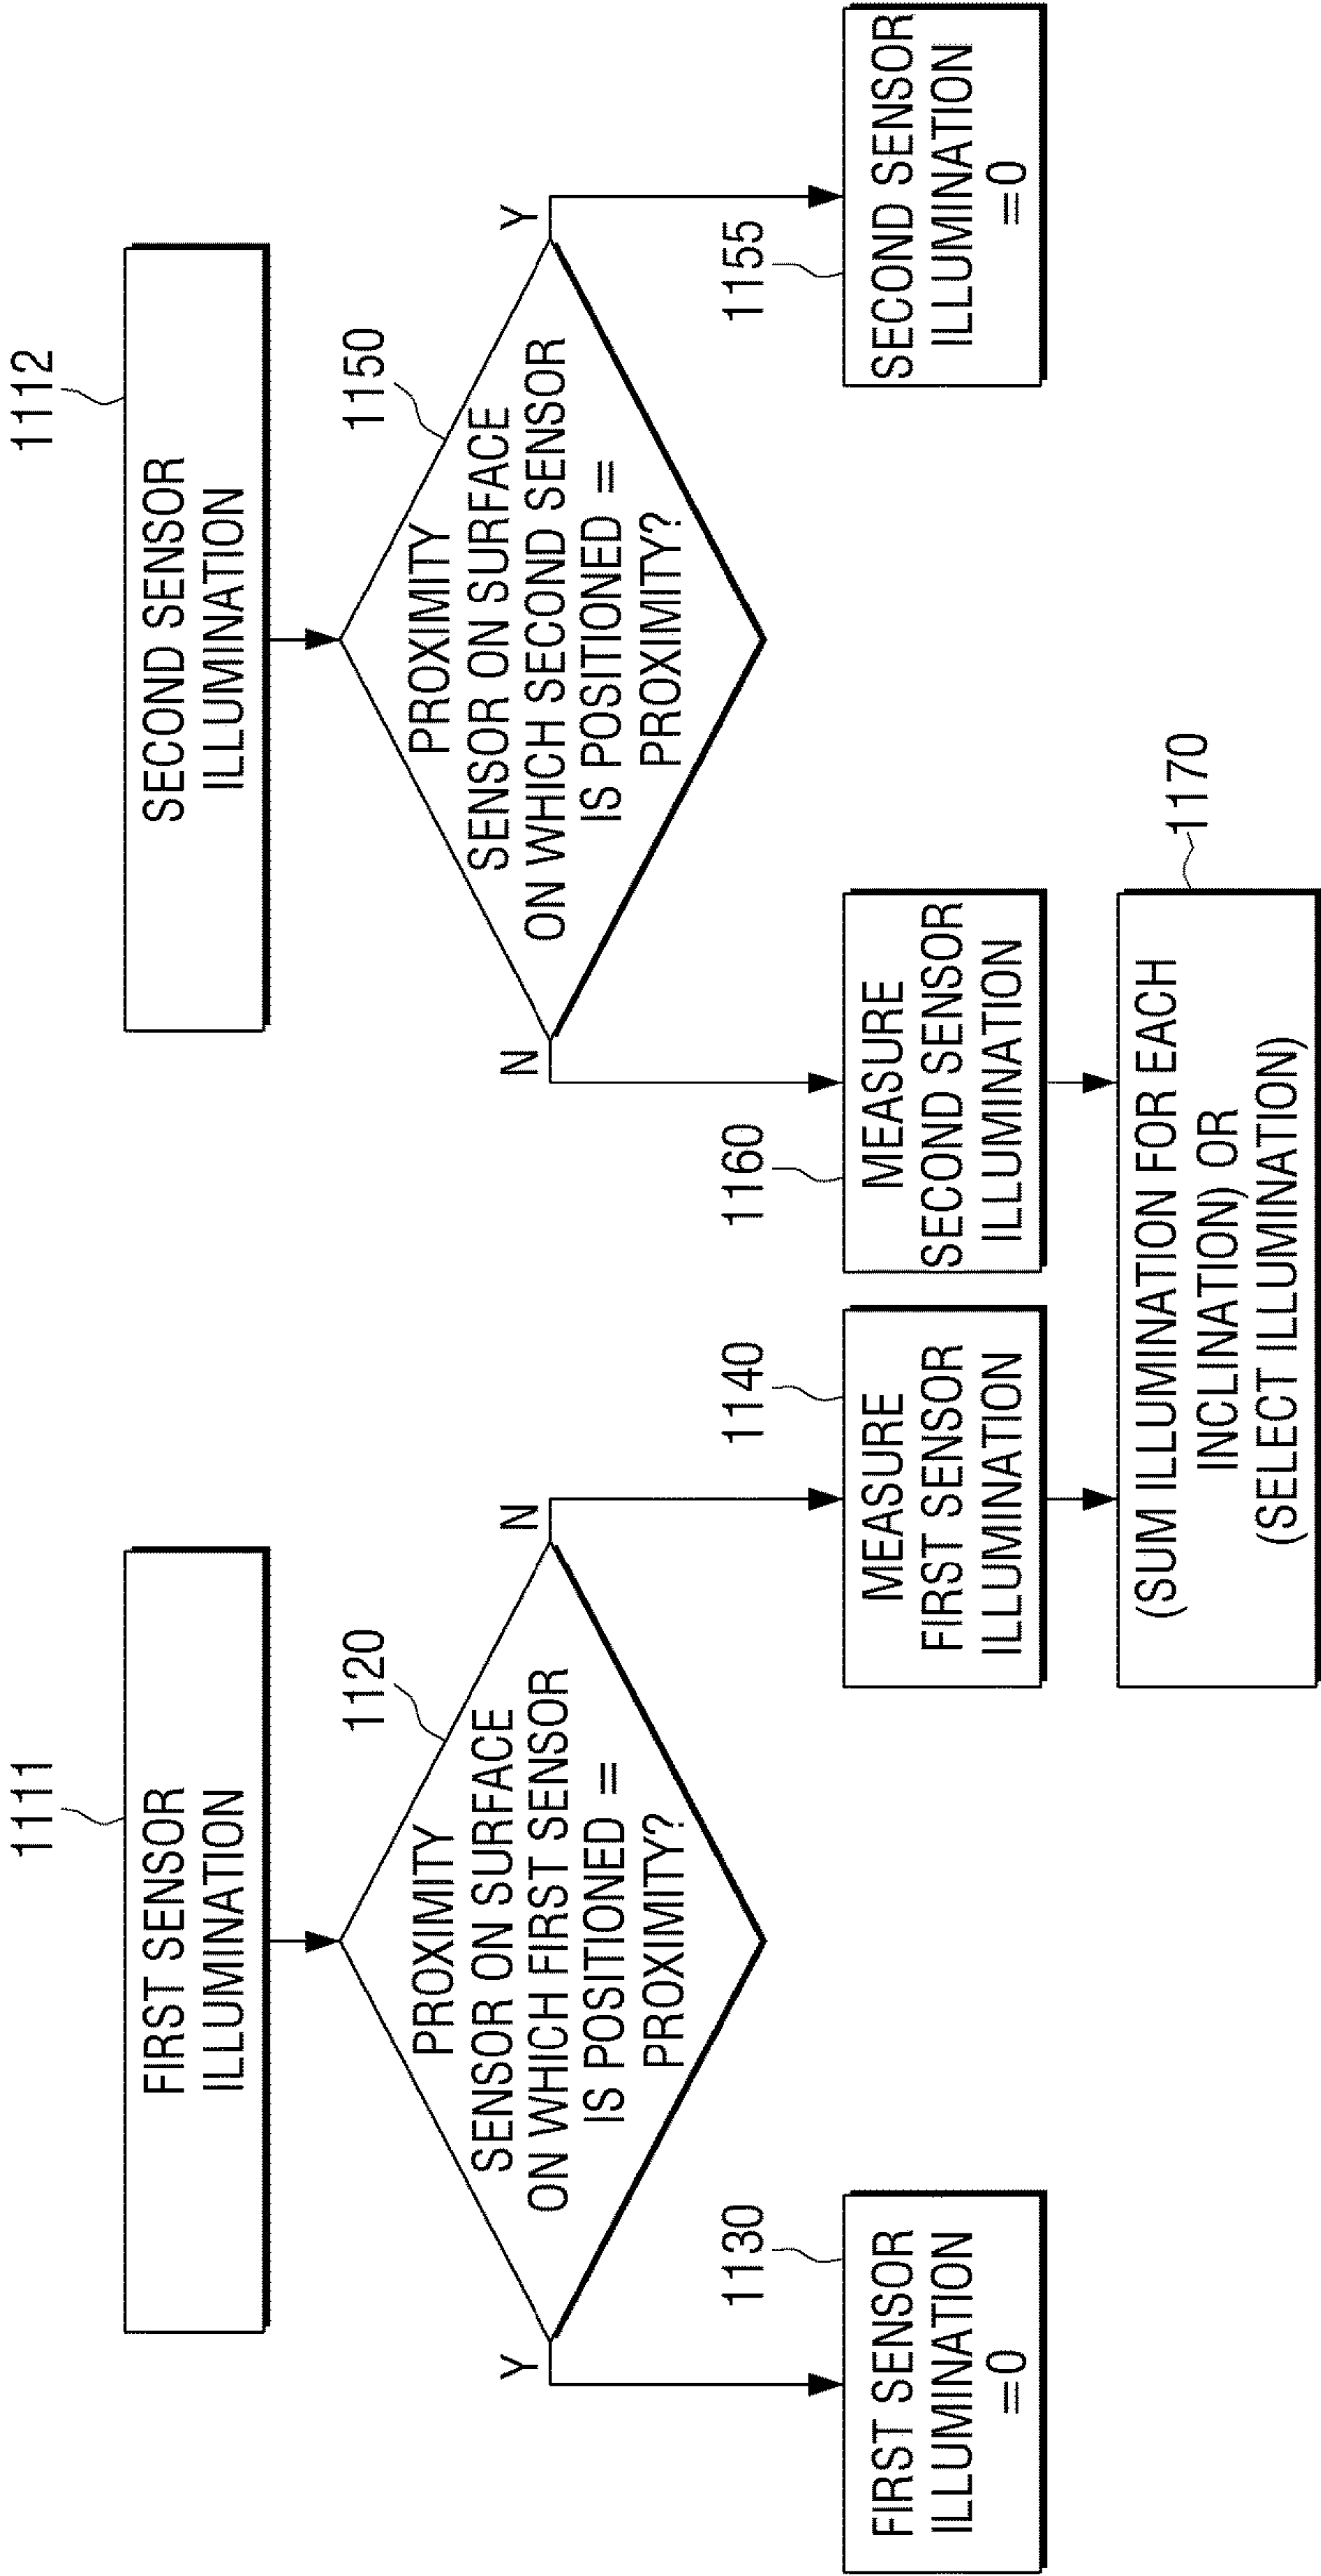 1111
FIRST SENSOR
ILLUMINATION
1120
PROXIMITY
SENSOR ON SURFACE
ON WHICH FIRST SENSOR
IS POSITIONED =
PROXIMITY?
Y
N
1130
FIRST SENSOR
ILLUMINATION
=0
1140
MEASURE
FIRST SENSOR
ILLUMINATION
1112
SECOND SENSOR
ILLUMINATION
1150
PROXIMITY
SENSOR ON SURFACE
ON WHICH SECOND SENSOR
IS POSITIONED =
PROXIMITY?
N
Y
1160
MEASURE
SECOND SENSOR
ILLUMINATION
1155
SECOND SENSOR
ILLUMINATION
=0
1170
(SUM ILLUMINATION FOR EACH
INCLINATION) OR
(SELECT ILLUMINATION)